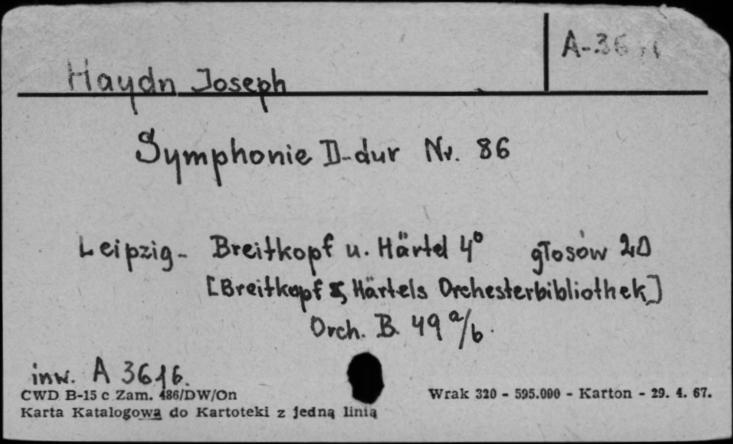 Haydn Joseph
Symphonie D-dur Nr. 86
Leipzig - Breitkopf u. Härtel 4° głosów 20
[Breitkopf & Härtels Orchesterbibliothek]
Orch. B. 49 a/b.
inw. A 3616.
CWD B-15 c Zam. 486/DW/On
Wrak 320 - 595.000 - Karton - 29. 4. 67.
Karta Katalogowa do Kartoteki z jedną linią